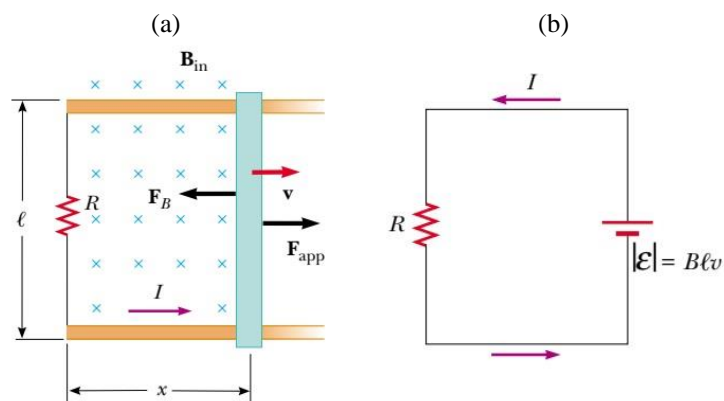 (a)
B_in
ℓ
R
F_B
v
F_app
I
x
(b)
I
R
|ε| = Bℓv